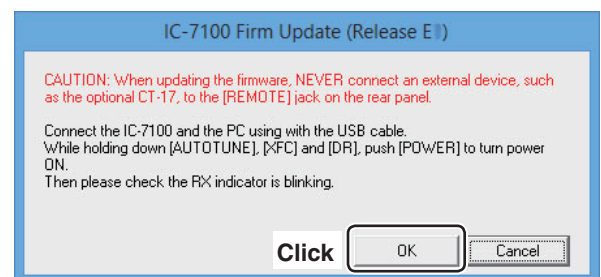 IC-7100 Firm Update (Release E )
CAUTION: When updating the firmware, NEVER connect an external device, such
as the optional CT-17, to the [REMOTE] jack on the rear panel.
Connect the IC-7100 and the PC using with the USB cable.
While holding down [AUTOTUNE], [XFC] and [DR], push [POWER] to turn power
ON.
Then please check the RX indicator is blinking.
Click OK Cancel